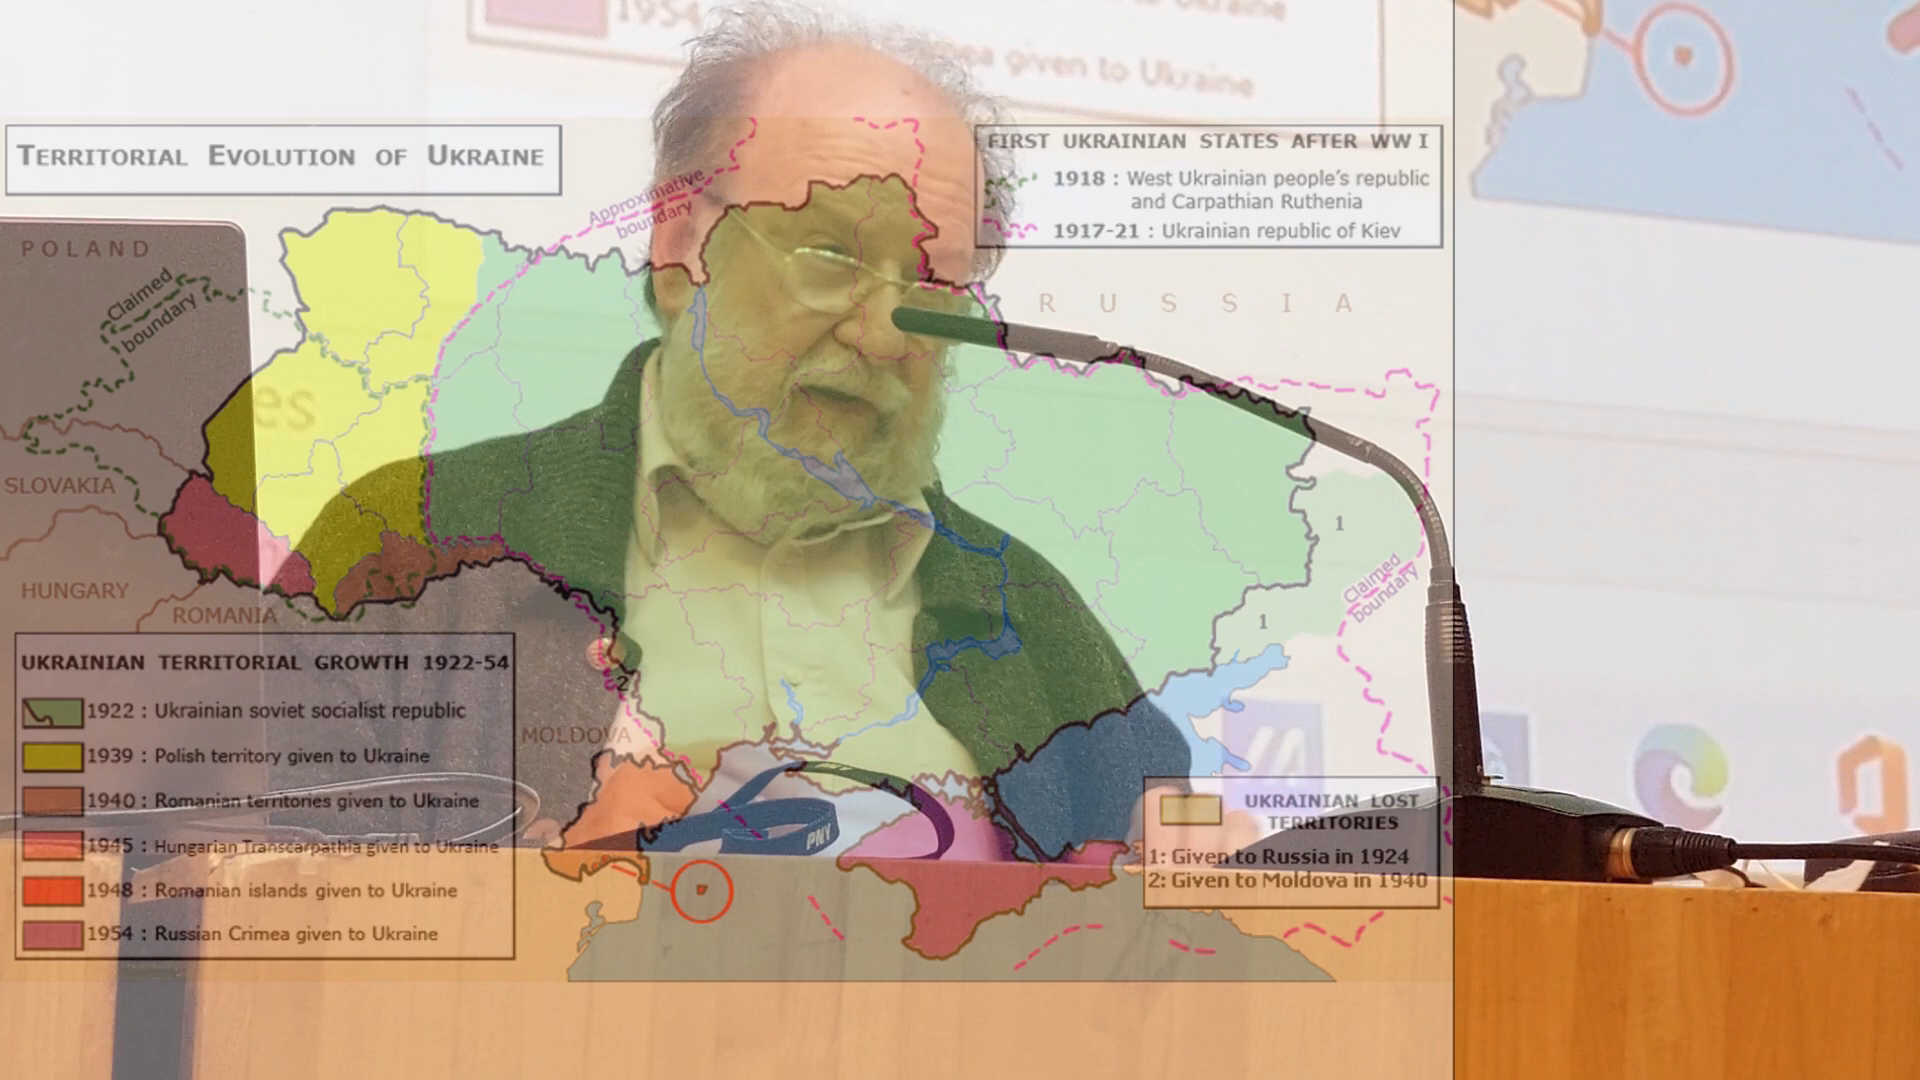 1954
Ukraine
ea given to Ukraine
TERRITORIAL EVOLUTION OF UKRAINE
FIRST UKRAINIAN STATES AFTER WW I
1918 : West Ukrainian people's republic
and Carpathian Ruthenia
1917-21 : Ukrainian republic of Kiev
Approximative
boundary
POLAND
Claimed
boundary
RUSSIA
es
SLOVAKIA
1
HUNGARY
ROMANIA
Claimed
boundary
1
2
MOLDOVA
UKRAINIAN TERRITORIAL GROWTH 1922-54
1922 : Ukrainian soviet socialist republic
1939 : Polish territory given to Ukraine
1940 : Romanian territories given to Ukraine
1945 : Hungarian Transcarpathia given to Ukraine
1948 : Romanian islands given to Ukraine
1954 : Russian Crimea given to Ukraine
PNY
UKRAINIAN LOST
TERRITORIES
1: Given to Russia in 1924
2: Given to Moldova in 1940